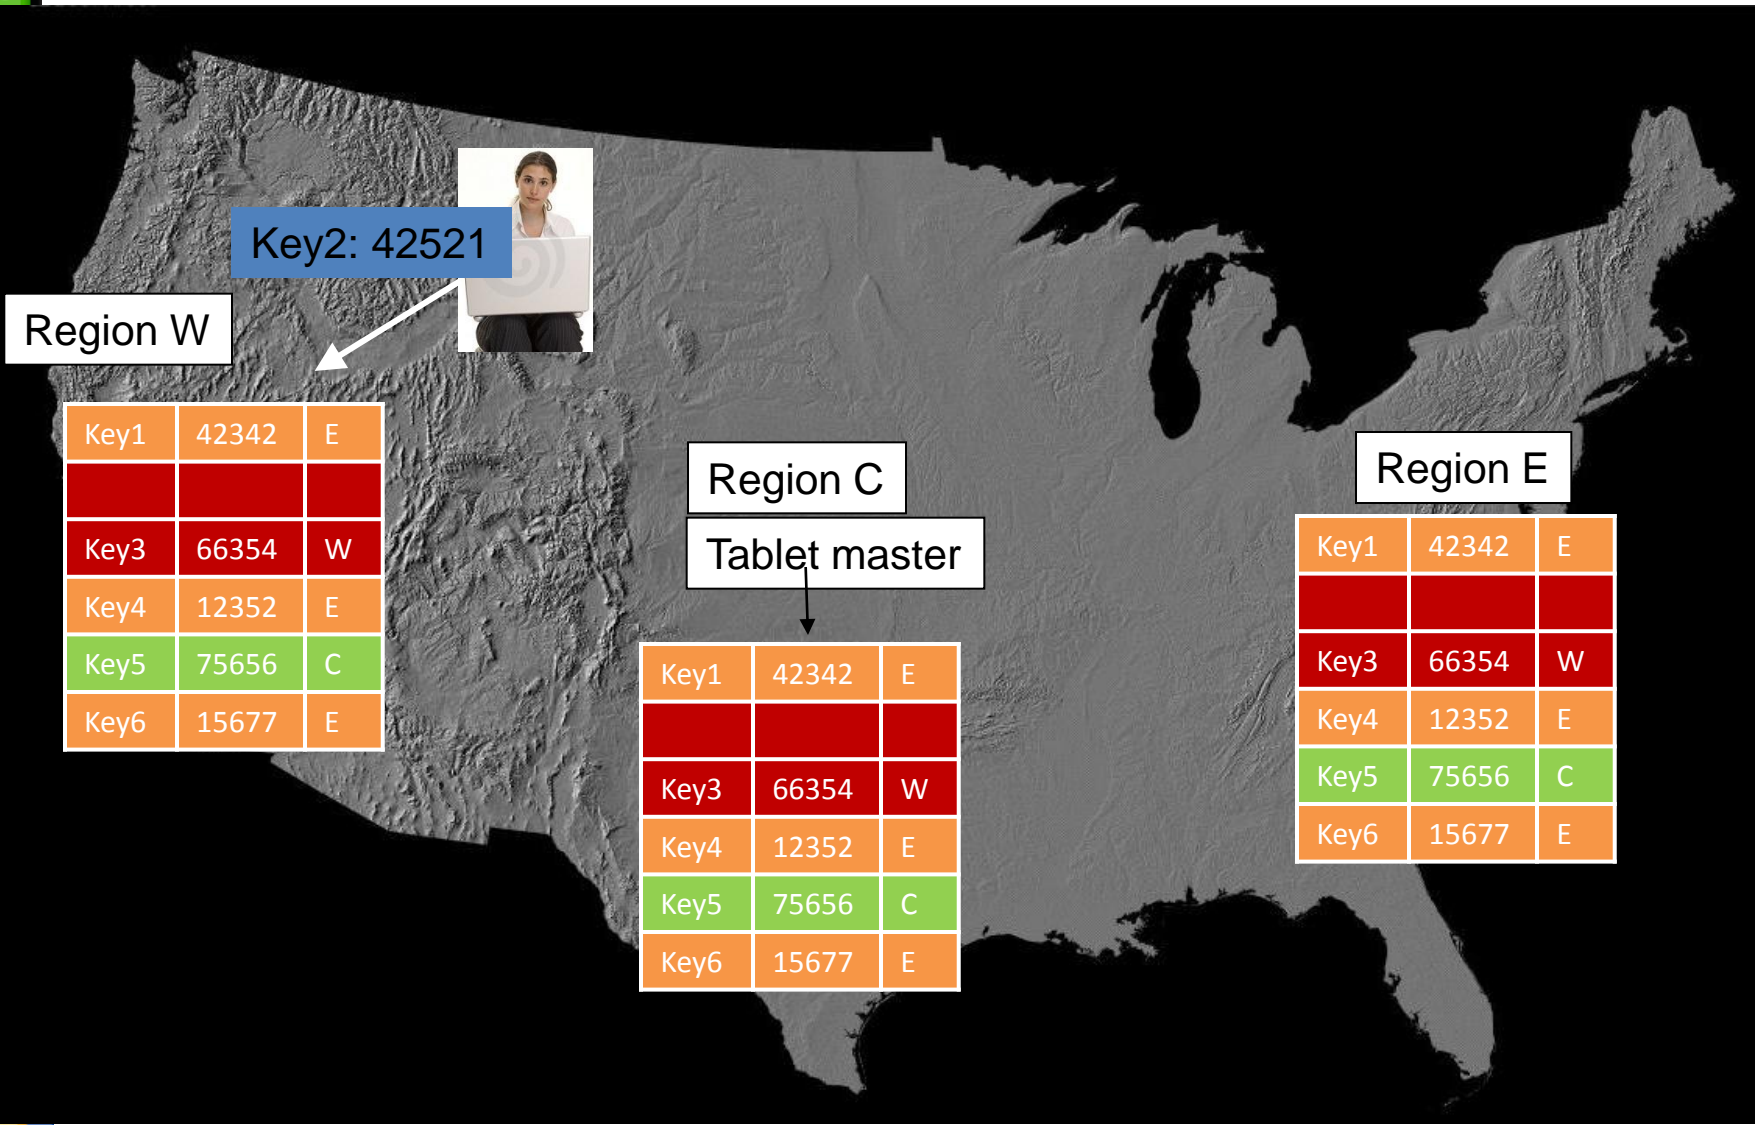 Key2: 42521
Region W
Key1 42342 E
Key3 66354 W
Key4 12352 E
Key5 75656 C
Key6 15677 E
Region C
Tablet master
Key1 42342 E
Key3 66354 W
Key4 12352 E
Key5 75656 C
Key6 15677 E
Region E
Key1 42342 E
Key3 66354 W
Key4 12352 E
Key5 75656 C
Key6 15677 E